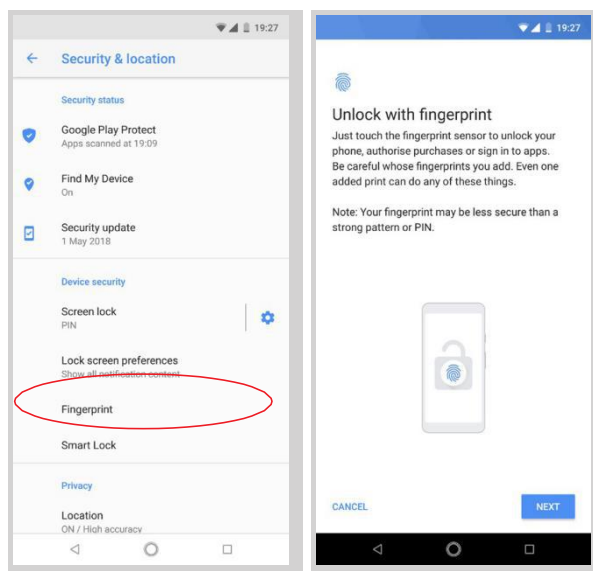 19:27
Security & location
Security status
Google Play Protect
Apps scanned at 19:09
Find My Device
On
Security update
1 May 2018
Device security
Screen lock
PIN
Lock screen preferences
Show all notification content
Fingerprint
Smart Lock
Privacy
Location
ON / High accuracy
19:27
Unlock with fingerprint
Just touch the fingerprint sensor to unlock your
phone, authorise purchases or sign in to apps.
Be careful whose fingerprints you add. Even one
added print can do any of these things.
Note: Your fingerprint may be less secure than a
strong pattern or PIN.
CANCEL
NEXT